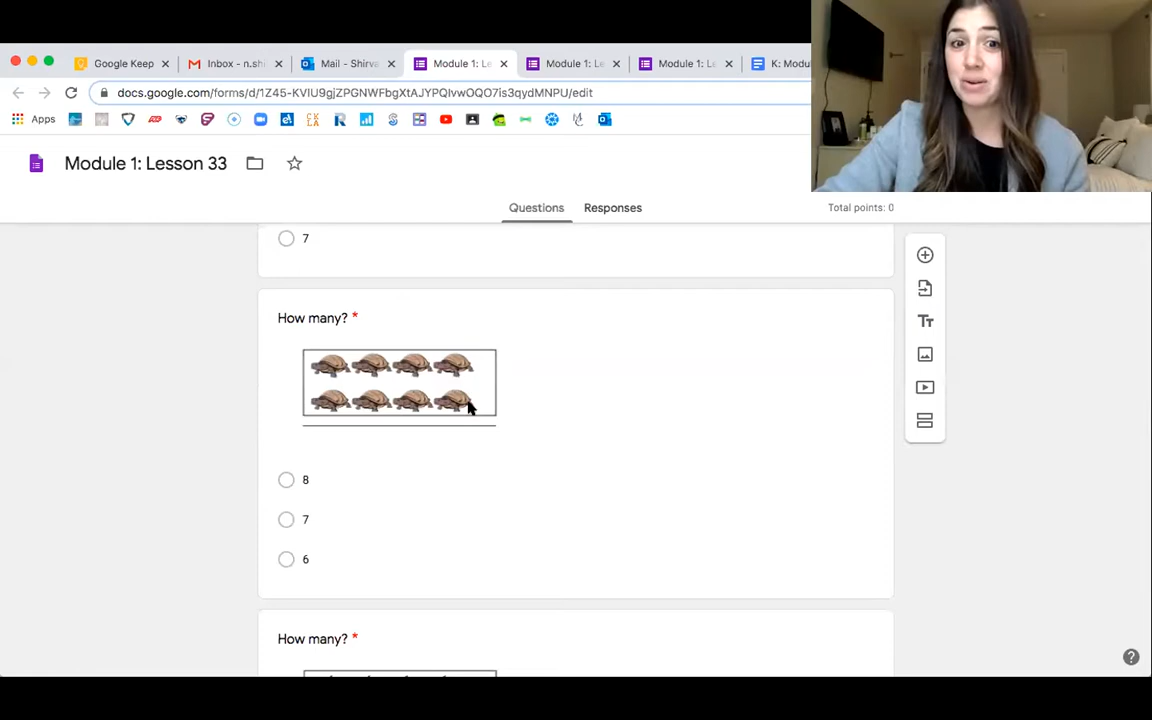 Google Keep
Inbox - n.shi
Mail - Shirva
Module 1: Le
Module 1: Le
Module 1: Le
K: Modu
docs.google.com/forms/d/1Z45-KVIU9gjZPGNWFbgXtAJYPQIvwOQO7is3qydMNPU/edit
Apps
Module 1: Lesson 33
Questions
Responses
Total points: 0
7
How many? *
8
7
6
How many? *